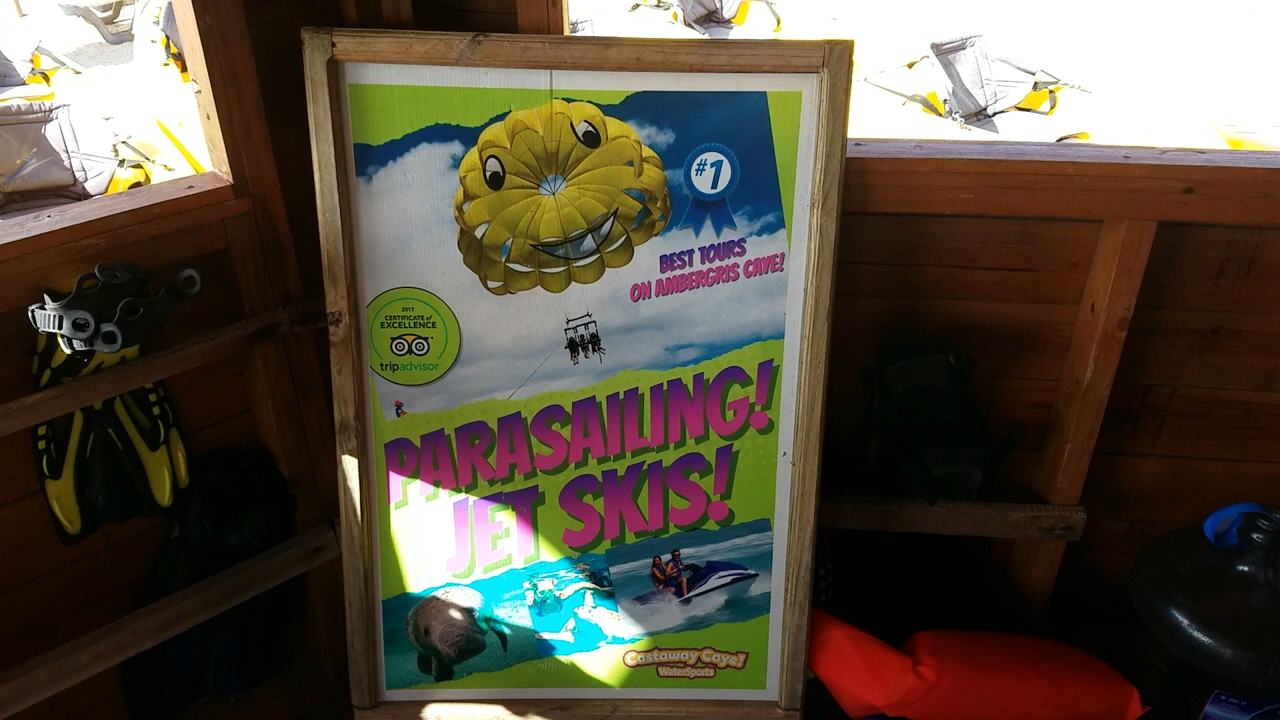 #1
BEST TOURS
ON AMBERGRIS CAYE!
2017
CERTIFICATE of
EXCELLENCE
tripadvisor
PARASAILING!
JET SKIS!
Castaway Caye!
WaterSports